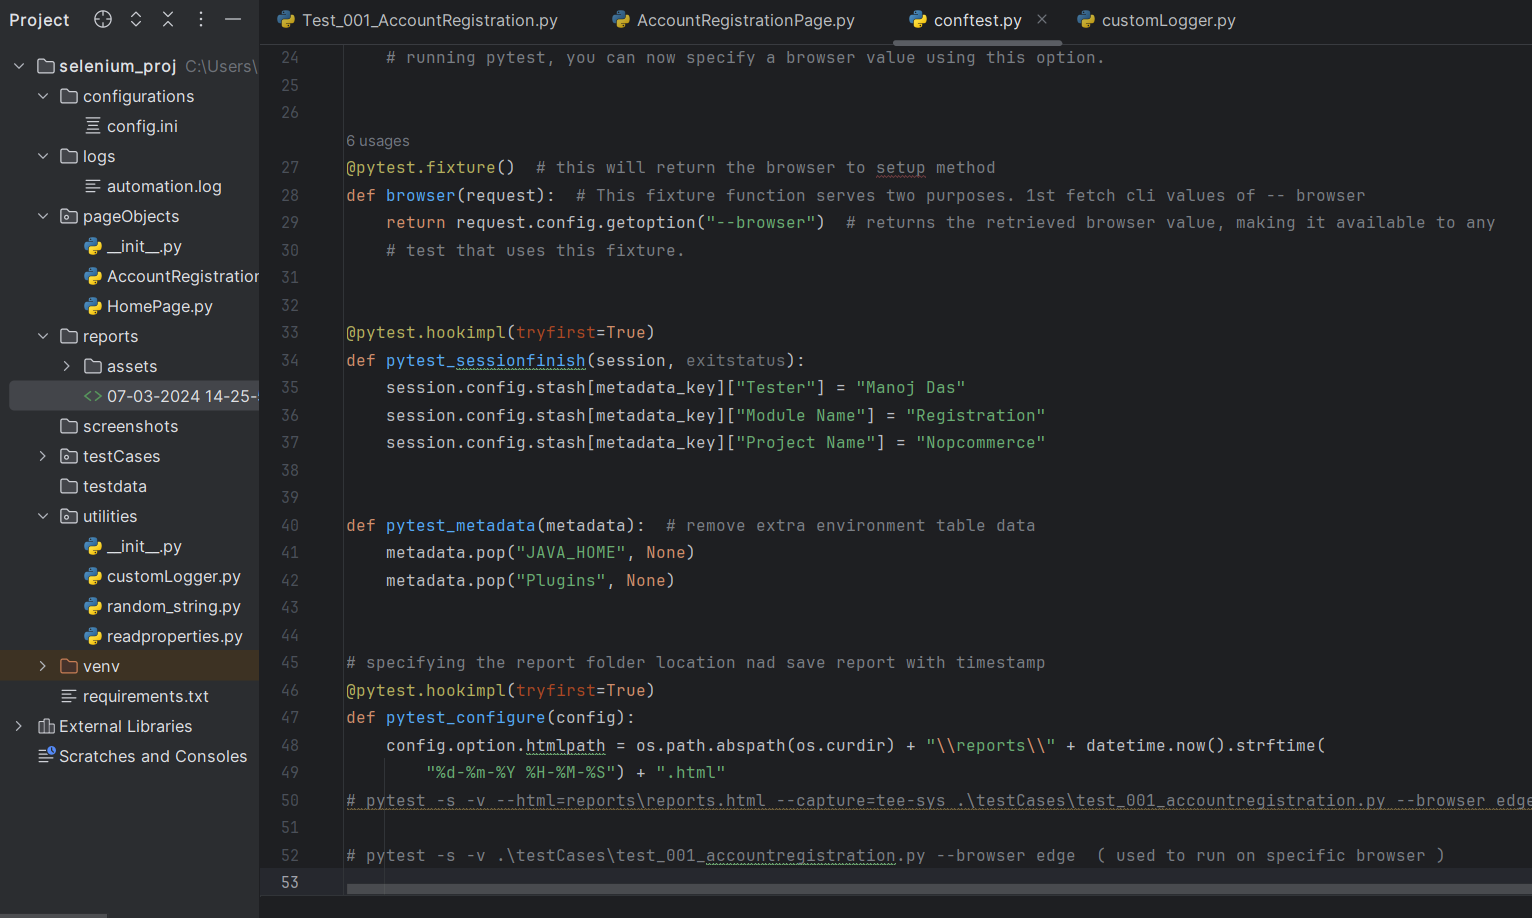 Project
Test_001_AccountRegistration.py
AccountRegistrationPage.py
conftest.py
customLogger.py
selenium_proj C:\Users\
configurations
config.ini
logs
automation.log
pageObjects
__init__.py
AccountRegistration
HomePage.py
reports
assets
07-03-2024 14-25-
screenshots
testCases
testdata
utilities
__init__.py
customLogger.py
random_string.py
readproperties.py
venv
requirements.txt
External Libraries
Scratches and Consoles
24 # running pytest, you can now specify a browser value using this option.
25
26
6 usages
27 @pytest.fixture() # this will return the browser to setup method
28 def browser(request): # This fixture function serves two purposes. 1st fetch cli values of -- browser
29 return request.config.getoption("--browser") # returns the retrieved browser value, making it available to any
30 # test that uses this fixture.
31
32
33 @pytest.hookimpl(tryfirst=True)
34 def pytest_sessionfinish(session, exitstatus):
35 session.config.stash[metadata_key]["Tester"] = "Manoj Das"
36 session.config.stash[metadata_key]["Module Name"] = "Registration"
37 session.config.stash[metadata_key]["Project Name"] = "Nopcommerce"
38
39
40 def pytest_metadata(metadata): # remove extra environment table data
41 metadata.pop("JAVA_HOME", None)
42 metadata.pop("Plugins", None)
43
44
45 # specifying the report folder location nad save report with timestamp
46 @pytest.hookimpl(tryfirst=True)
47 def pytest_configure(config):
48 config.option.htmlpath = os.path.abspath(os.curdir) + "\\reports\\" + datetime.now().strftime(
49 "%d-%m-%Y %H-%M-%S") + ".html"
50 # pytest -s -v --html=reports\reports.html --capture=tee-sys .\testCases\test_001_accountregistration.py --browser edge
51
52 # pytest -s -v .\testCases\test_001_accountregistration.py --browser edge ( used to run on specific browser )
53